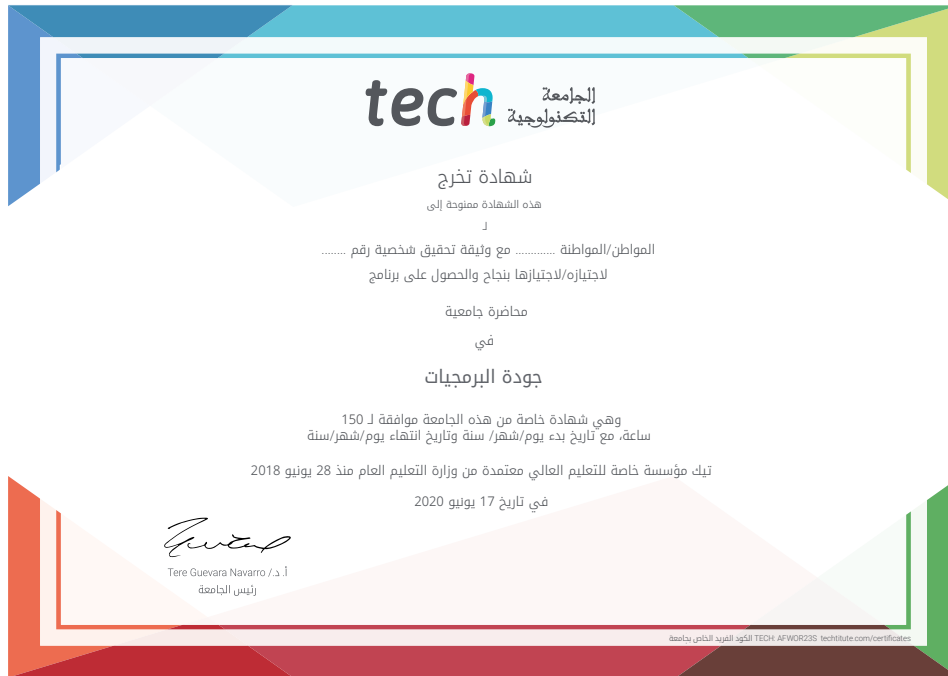 tech الجامعة
التكنولوجية
شهادة تخرج
هذه الشهادة ممنوحة إلى
لـ
المواطن/المواطنة ............ مع وثيقة تحقيق شخصية رقم ........
لاجتيازه/لاجتيازها بنجاح والحصول على برنامج
محاضرة جامعية
في
جودة البرمجيات
وهي شهادة خاصة من هذه الجامعة موافقة لـ 150
ساعة، مع تاريخ بدء يوم/شهر/ سنة وتاريخ انتهاء يوم/شهر/سنة
تيك مؤسسة خاصة للتعليم العالي معتمدة من وزارة التعليم العام منذ 28 يونيو 2018
في تاريخ 17 يونيو 2020
أ. د./ Tere Guevara Navarro
رئيس الجامعة
الكود الفريد الخاص بجامعة TECH: AFWOR23S techtitute.com/certificates